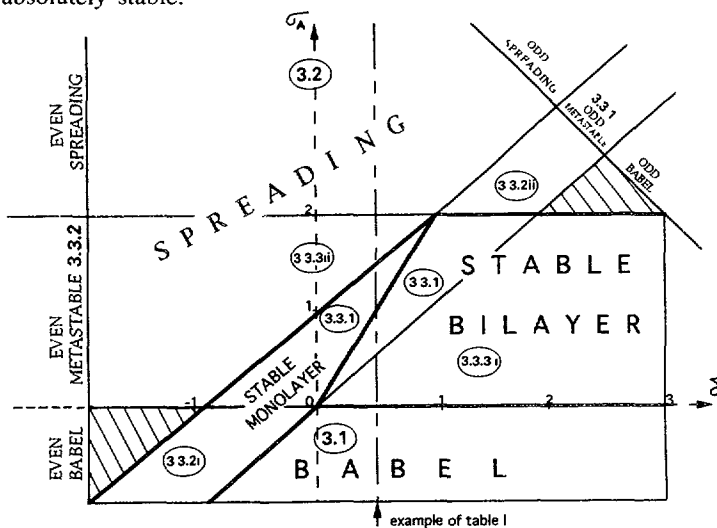 absolutely stable.
σA
3.2
EVEN
SPREADING
SPREADING
ODD
SPREADING
3.3 1
ODD
METASTABLE
ODD
BABEL
3 3.2ii
2
EVEN
METASTABLE 3.3.2
3 3.3ii
STABLE
BILAYER
3 3.1
1
3 3.1
3.3.3 i
STABLE
MONOLAYER
-1
0
1
2
3
EVEN
BABEL
3 3.2i
3.1
BABEL
example of table I